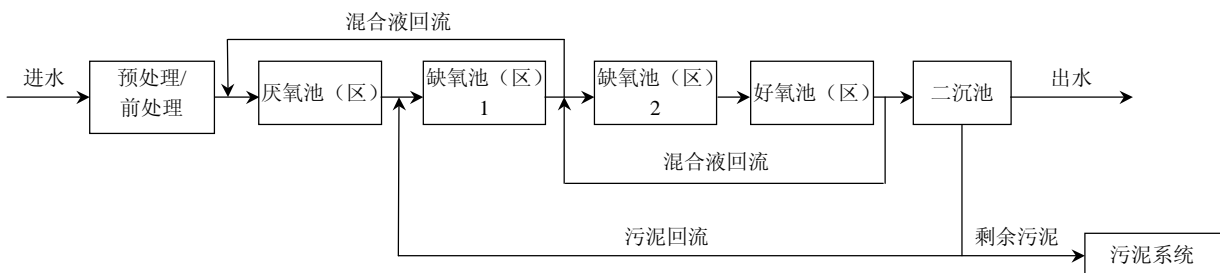 混合液回流
进水
预处理/
前处理
厌氧池（区）
缺氧池（区）
1
缺氧池（区）
2
好氧池（区）
二沉池
出水
混合液回流
污泥回流
剩余污泥
污泥系统